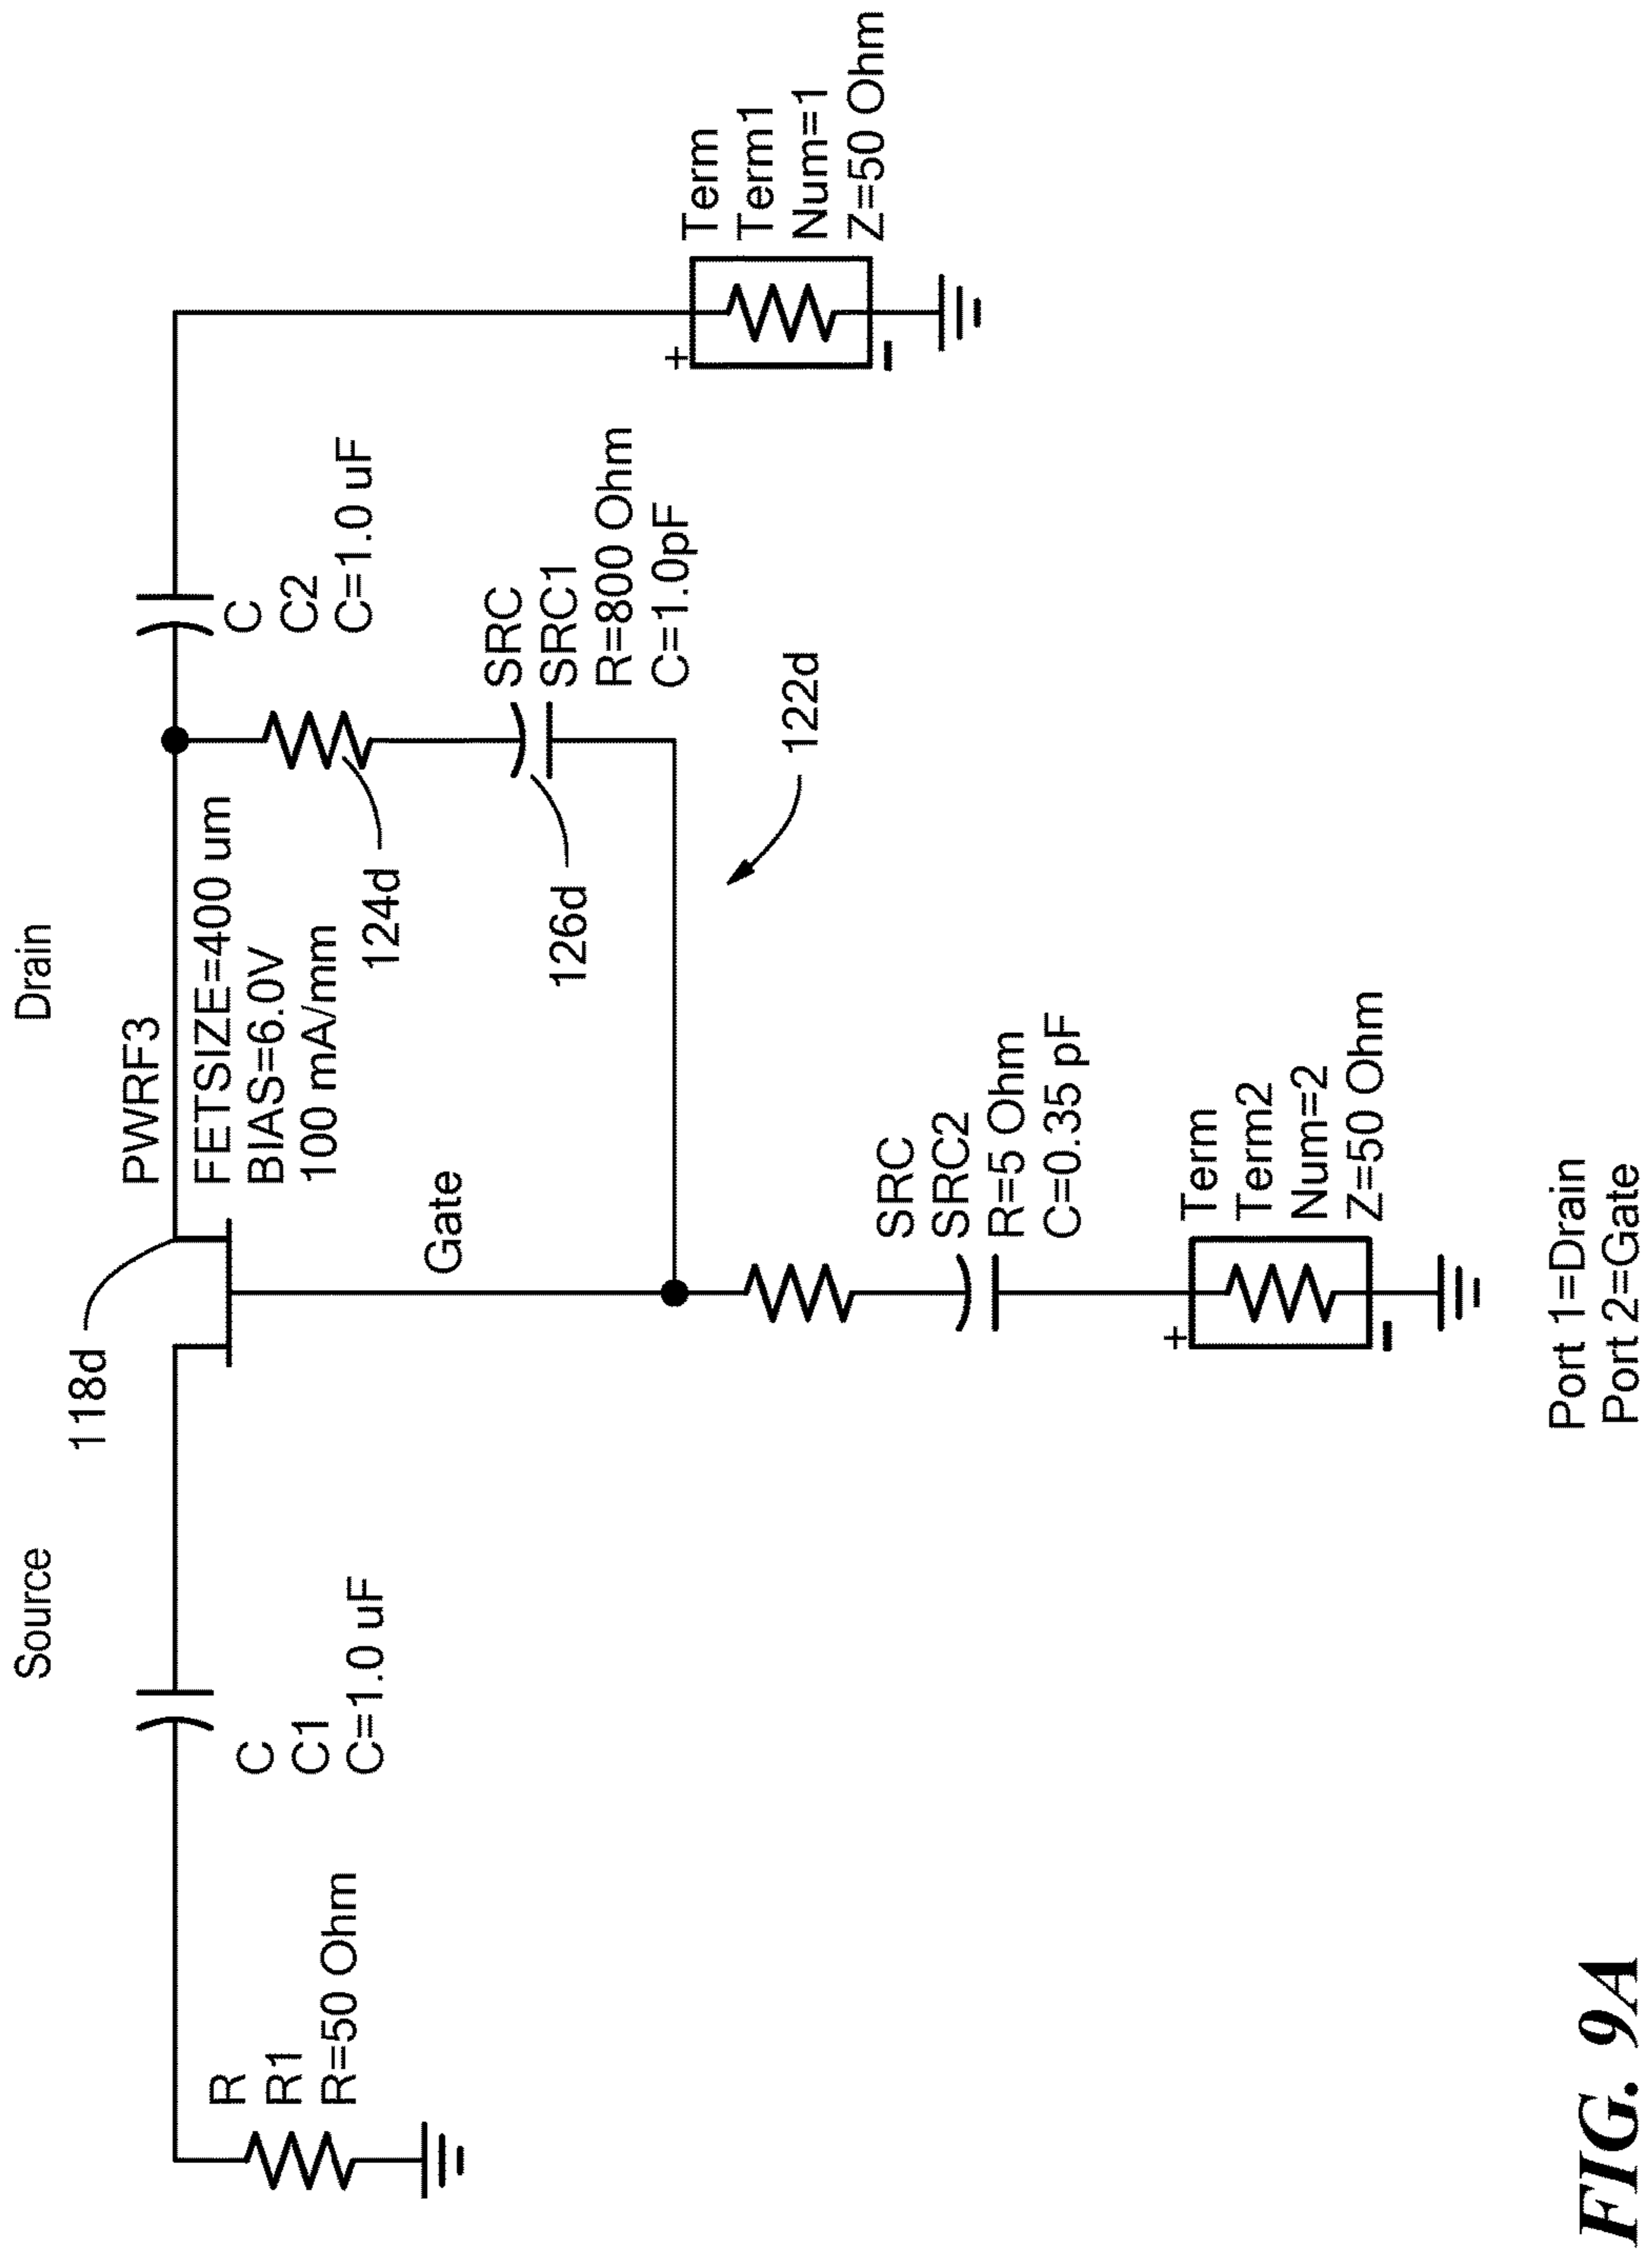 Source
Drain
118d
PWRF3
FETSIZE=400 um
BIAS=6.0V
100 mA/mm
R
R1
R=50 Ohm
C
C1
C=1.0 uF
C
C2
C=1.0 uF
124d
Gate
SRC
SRC1
R=800 Ohm
C=1.0pF
126d
122d
Term
Term1
Num=1
Z=50 Ohm
+
-
SRC
SRC2
R=5 Ohm
C=0.35 pF
Term
Term2
Num=2
Z=50 Ohm
+
-
Port 1=Drain
Port 2=Gate
FIG. 9A